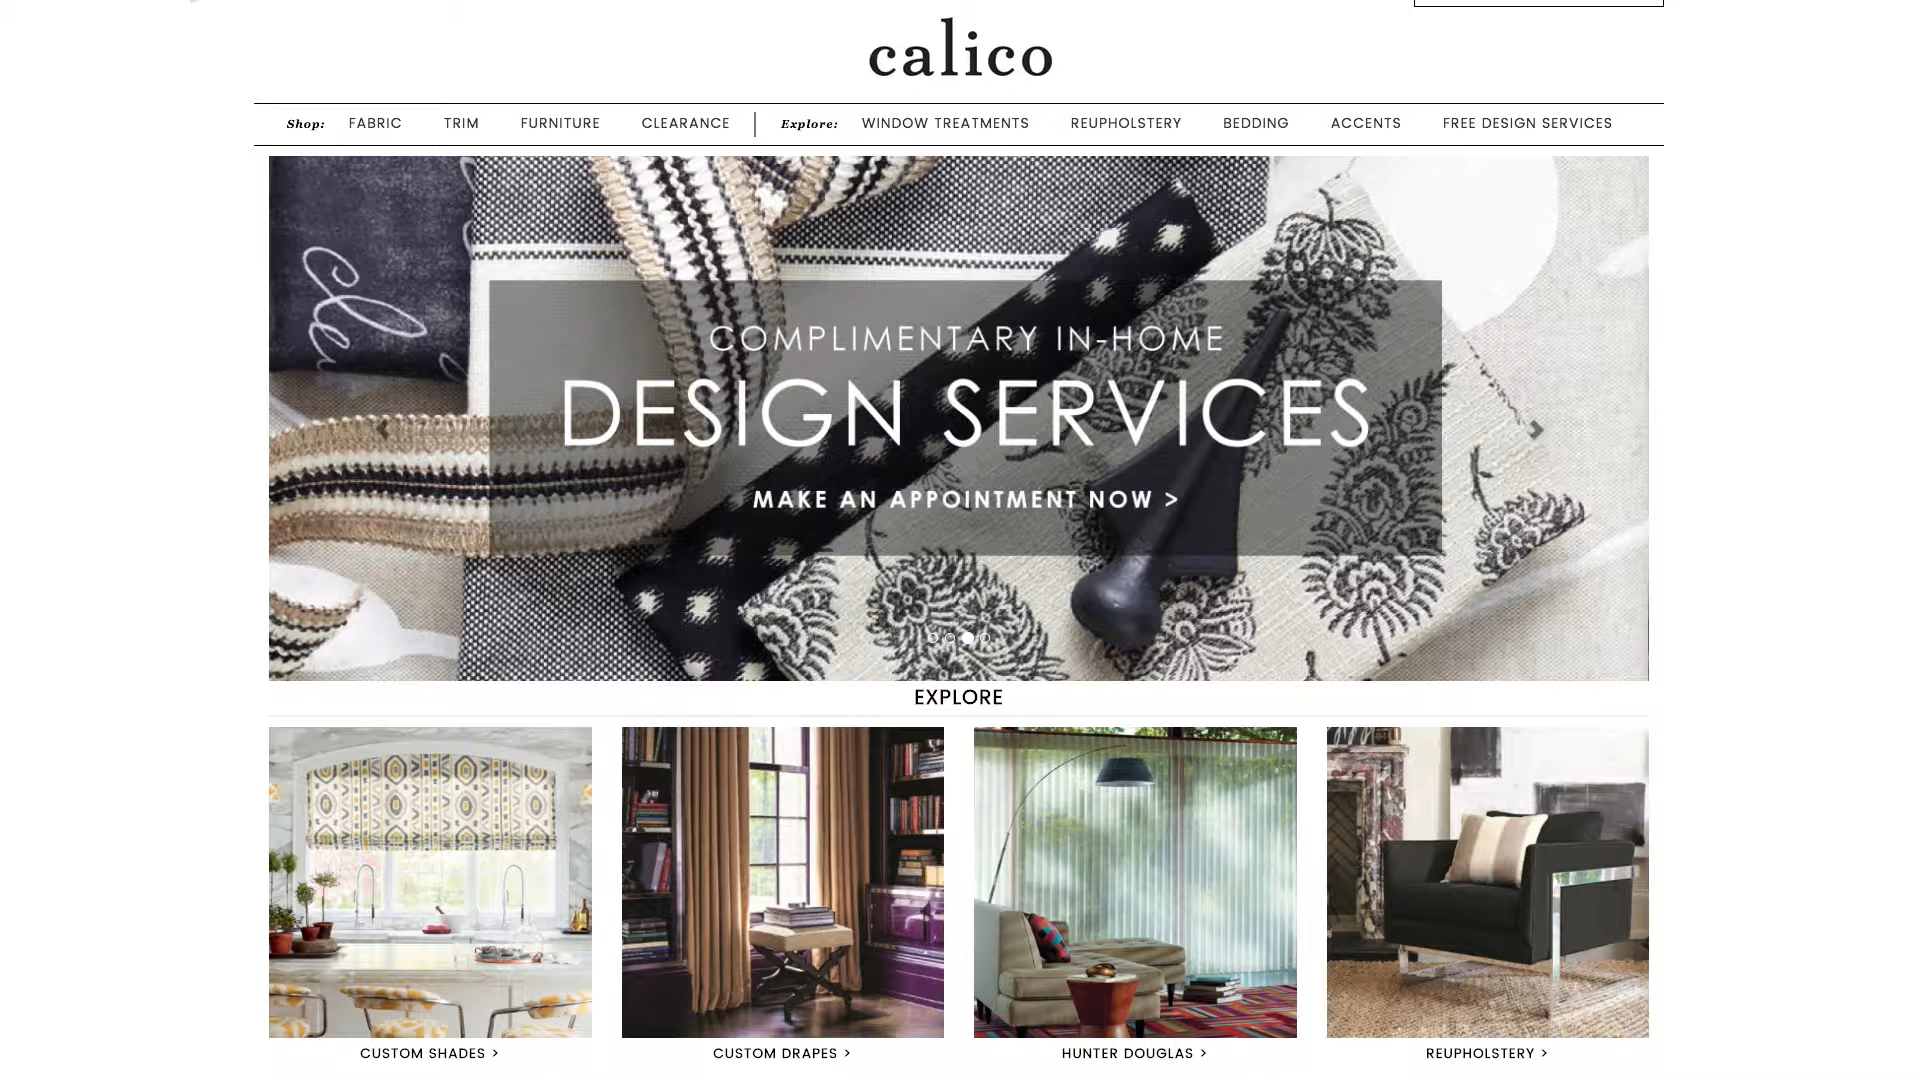 calico
Shop: FABRIC TRIM FURNITURE CLEARANCE Explore: WINDOW TREATMENTS REUPHOLSTERY BEDDING ACCENTS FREE DESIGN SERVICES
COMPLIMENTARY IN-HOME
DESIGN SERVICES
MAKE AN APPOINTMENT NOW >
EXPLORE
CUSTOM SHADES >
CUSTOM DRAPES >
HUNTER DOUGLAS >
REUPHOLSTERY >